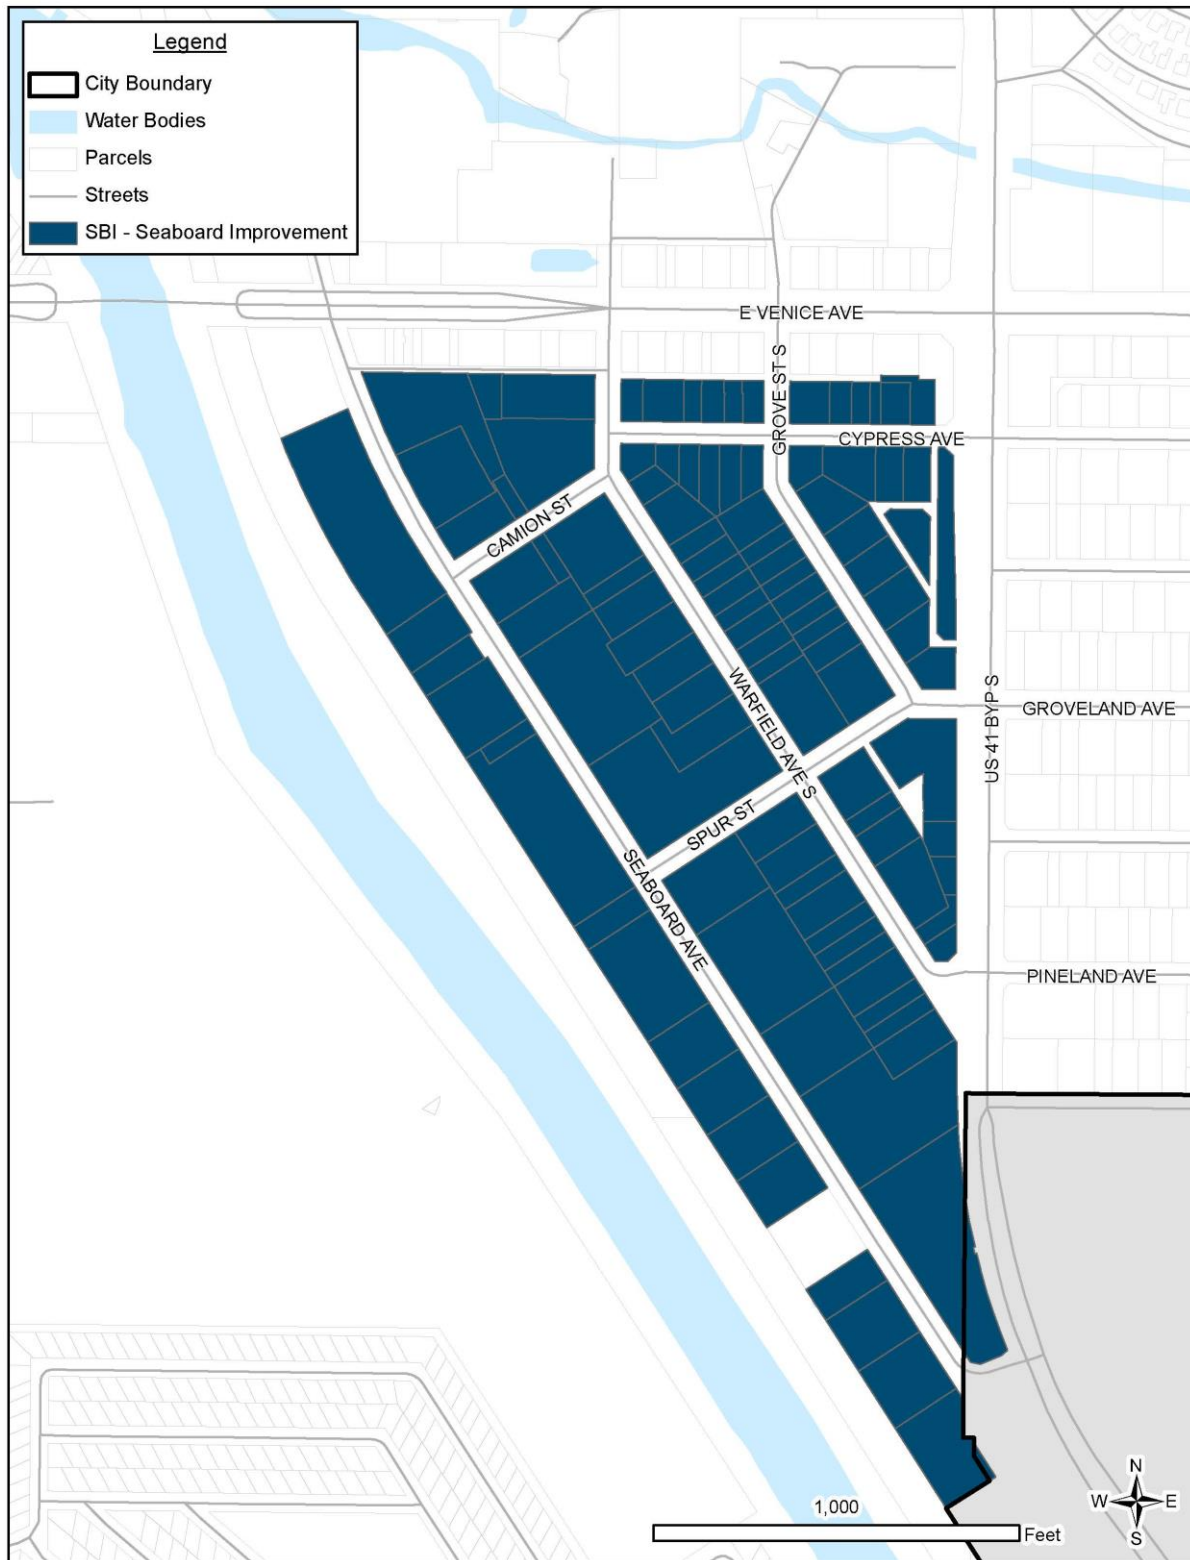 Legend
City Boundary
Water Bodies
Parcels
Streets
SBI - Seaboard Improvement
E VENICE AVE
GROVE ST S
CYPRESS AVE
CAMION ST
WARFIELD AVE S
US-41 BYP S
GROVELAND AVE
SPUR ST
SEABOARD AVE
PINELAND AVE
1,000
Feet
N
W
E
S